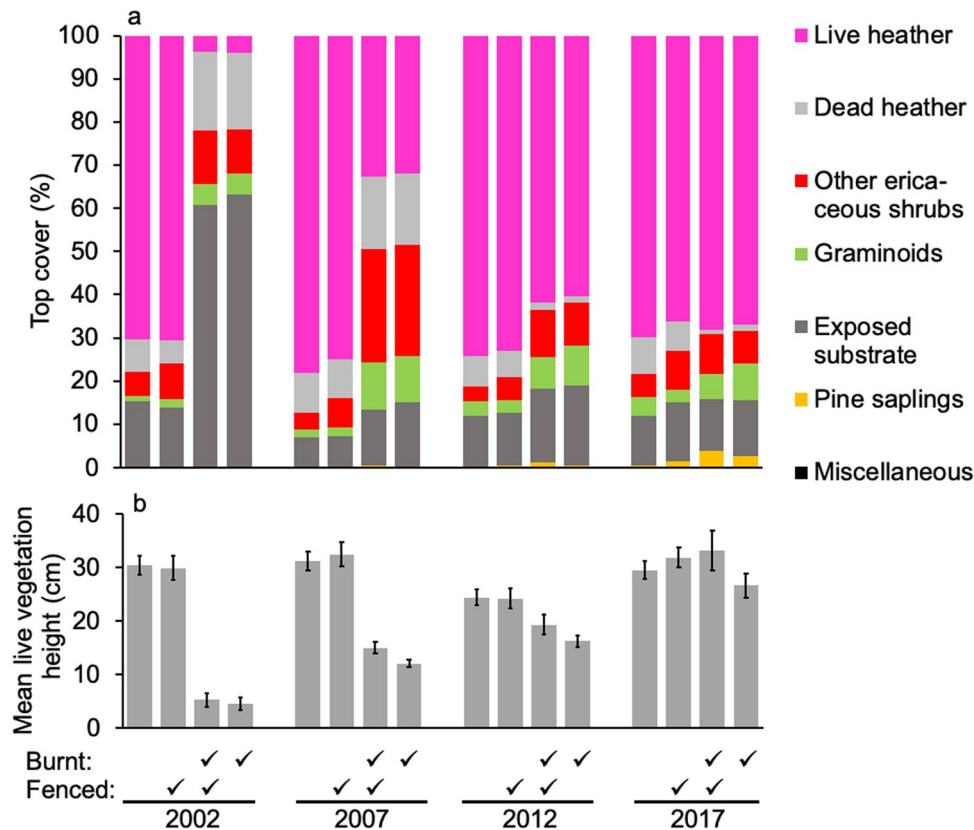 a
100
90
80
70
60
50
40
30
20
10
0
Top cover (%)
Live heather
Dead heather
Other erica-
ceous shrubs
Graminoids
Exposed
substrate
Pine saplings
Miscellaneous
b
40
30
20
10
0
Mean live vegetation
height (cm)
Burnt: ✓ ✓ ✓ ✓ ✓ ✓ ✓ ✓
Fenced: ✓ ✓ ✓ ✓ ✓ ✓ ✓ ✓
2002 2007 2012 2017